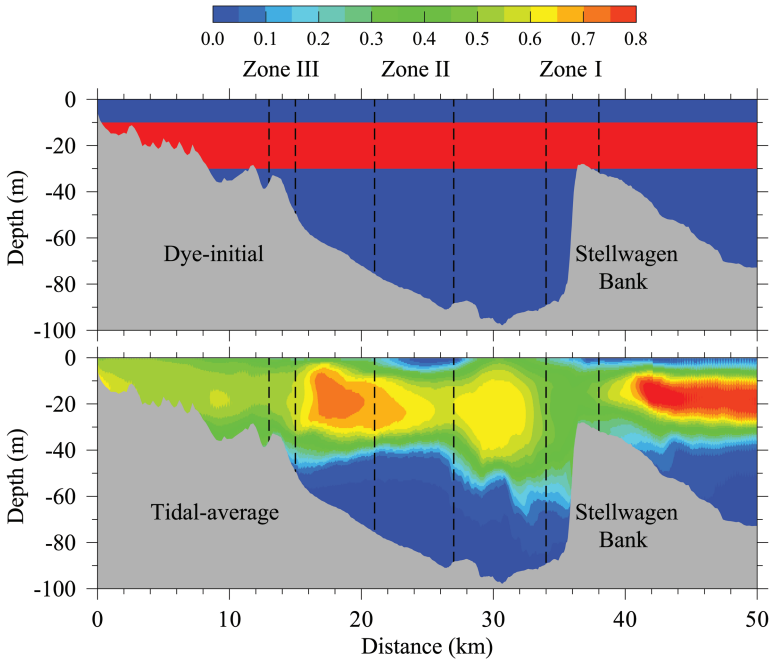 0.0 0.1 0.2 0.3 0.4 0.5 0.6 0.7 0.8
Zone III Zone II Zone I
0
-20
-40
-60
-80
-100
Depth (m)
Dye-initial
Stellwagen
Bank
0
-20
-40
-60
-80
-100
Depth (m)
Tidal-average
Stellwagen
Bank
0 10 20 30 40 50
Distance (km)